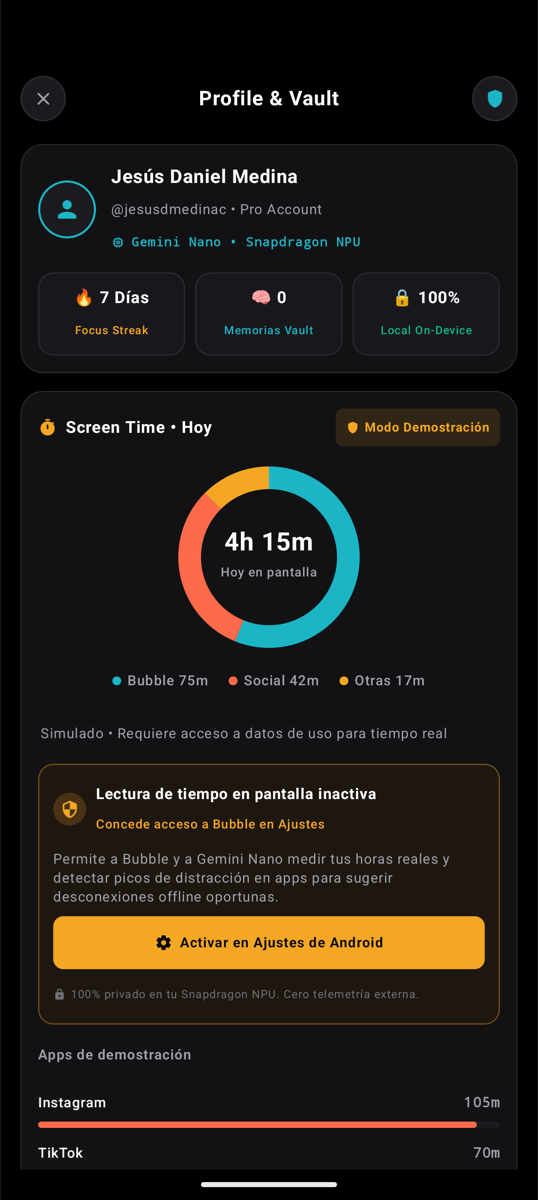 Profile & Vault
Jesús Daniel Medina
@jesusdmedinac • Pro Account
Gemini Nano • Snapdragon NPU
🔥 7 Días
Focus Streak
🧠 0
Memorias Vault
🔒 100%
Local On-Device
Screen Time • Hoy
Modo Demostración
4h 15m
Hoy en pantalla
Bubble 75m
Social 42m
Otras 17m
Simulado • Requiere acceso a datos de uso para tiempo real
Lectura de tiempo en pantalla inactiva
Concede acceso a Bubble en Ajustes
Permite a Bubble y a Gemini Nano medir tus horas reales y
detectar picos de distracción en apps para sugerir
desconexiones offline oportunas.
Activar en Ajustes de Android
100% privado en tu Snapdragon NPU. Cero telemetría externa.
Apps de demostración
Instagram 105m
TikTok 70m